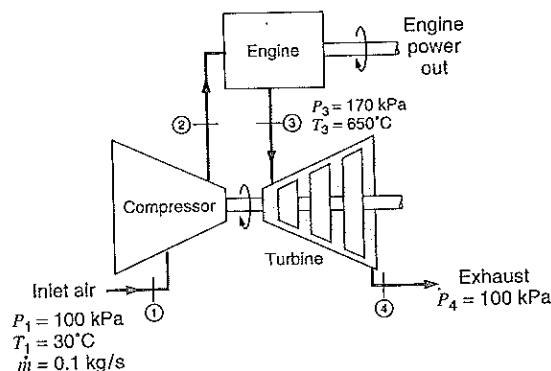 Engine
Engine
power
out
②
③
P₃ = 170 kPa
T₃ = 650°C
Compressor
Turbine
Inlet air
①
P₁ = 100 kPa
T₁ = 30°C
ṁ = 0.1 kg/s
④
Exhaust
P₄ = 100 kPa